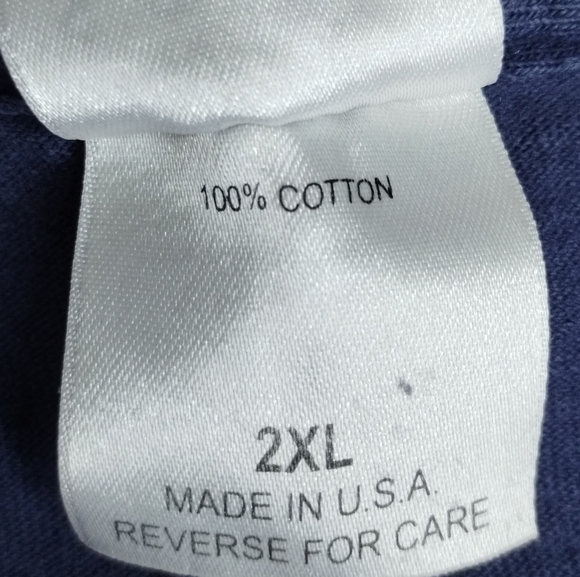 100% COTTON
2XL
MADE IN U.S.A.
REVERSE FOR CARE